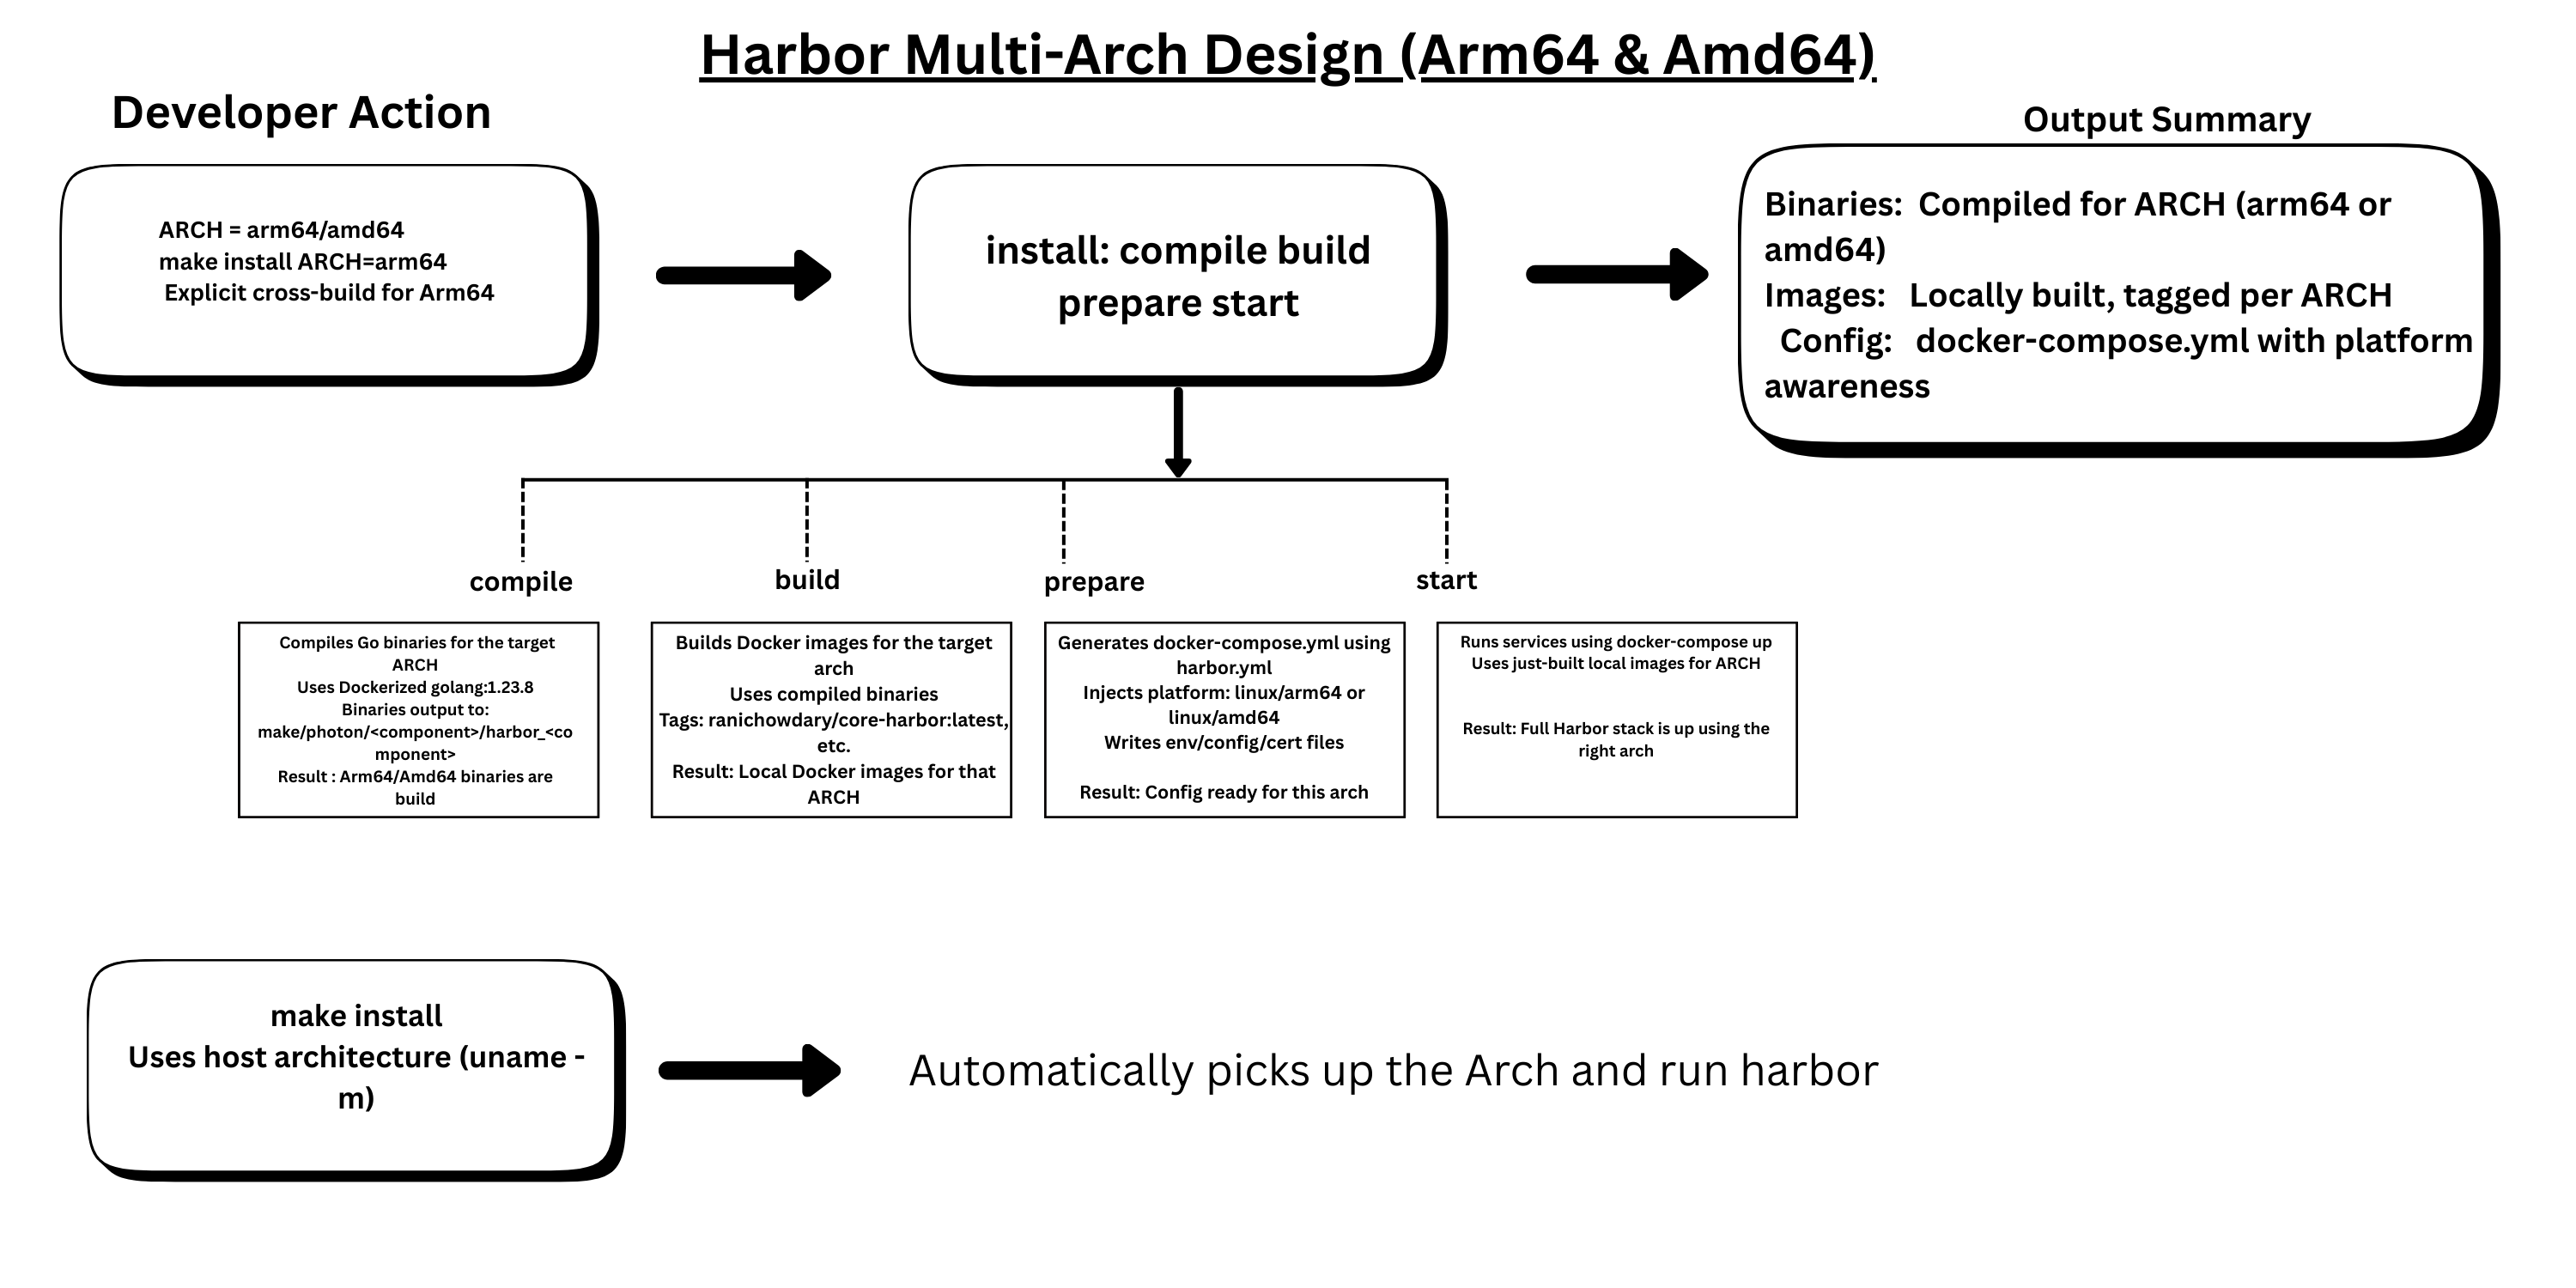 Harbor Multi-Arch Design (Arm64 & Amd64)
Developer Action
ARCH = arm64/amd64
make install ARCH=arm64
Explicit cross-build for Arm64
install: compile build
prepare start
Output Summary
Binaries: Compiled for ARCH (arm64 or
amd64)
Images: Locally built, tagged per ARCH
Config: docker-compose.yml with platform
awareness
compile
Compiles Go binaries for the target
ARCH
Uses Dockerized golang:1.23.8
Binaries output to:
make/photon/<component>/harbor_<co
mponent>
Result : Arm64/Amd64 binaries are
build
build
Builds Docker images for the target
arch
Uses compiled binaries
Tags: ranichowdary/core-harbor:latest,
etc.
Result: Local Docker images for that
ARCH
prepare
Generates docker-compose.yml using
harbor.yml
Injects platform: linux/arm64 or
linux/amd64
Writes env/config/cert files
Result: Config ready for this arch
start
Runs services using docker-compose up
Uses just-built local images for ARCH
Result: Full Harbor stack is up using the
right arch
make install
Uses host architecture (uname -
m)
Automatically picks up the Arch and run harbor